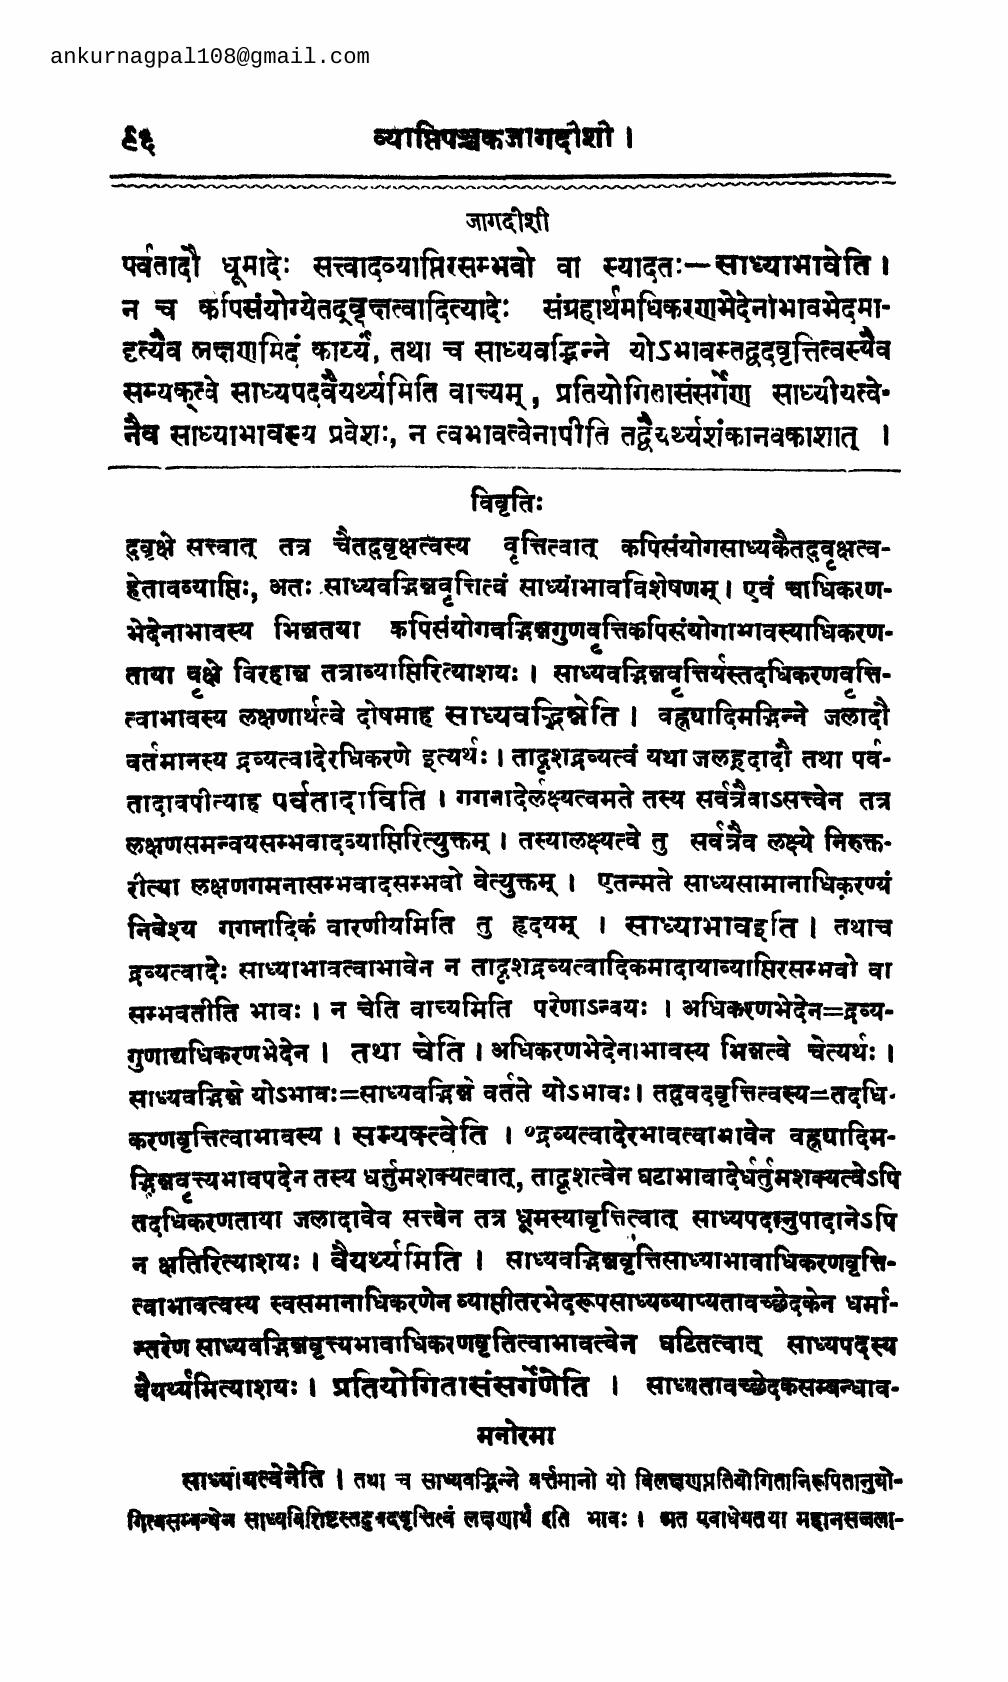 ankurnagpal108@gmail.com
९६ व्याप्तिपञ्चकजागदीशी ।
जागदीशी
पर्वतादौ धूमादेः सत्त्वादव्याप्तिरसम्भवो वा स्यादतः—साध्याभावेति ।
न च कपिसंयोग्येतद्वृक्षत्वादित्यादेः संग्रहार्थमधिकरणभेदेनाभावभेदमा-
दृत्यैव लक्षणमिदं कार्य्यं, तथा च साध्यवद्भिन्ने योऽभावस्तद्वदवृत्तित्वस्यैव
सम्यक्त्वे साध्यपदवैयर्थ्यमिति वाच्यम् , प्रतियोगितासंसर्गेण साध्यीयत्वे-
नैव साध्याभावस्य प्रवेशः, न त्वभावत्वेनापीति तद्वैयर्थ्यशंकानवकाशात् ।
विवृतिः
द्वृक्षे सत्त्वात् तत्र चैतद्वृक्षत्वस्य वृत्तित्वात् कपिसंयोगसाध्यकैतद्वृक्षत्व-
हेतावव्याप्तिः, अतः साध्यवद्भिन्नवृत्तित्वं साध्याभावविशेषणम् । एवं चाधिकरण-
भेदेनाभावस्य भिन्नतया कपिसंयोगवद्भिन्नगुणवृत्तिकपिसंयोगाभावस्याधिकरण-
ताया वृक्षे विरहान्न तत्राव्याप्तिरित्याशयः । साध्यवद्भिन्नवृत्तिर्यस्तदधिकरणवृत्ति-
त्वाभावस्य लक्षणार्थत्वे दोषमाह साध्यवद्भिन्नेति । वह्न्यादिमद्भिन्ने जलादौ
वर्तमानस्य द्रव्यत्वादेरधिकरणे इत्यर्थः । तादृशद्रव्यत्वं यथा जलह्रदादौ तथा पर्व-
तादावपीत्याह पर्वतादाविति । गगनादेर्लक्ष्यत्वमते तस्य सर्वत्रैवाऽसत्त्वेन तत्र
लक्षणसमन्वयसम्भवादव्याप्तिरित्युक्तम् । तस्यालक्ष्यत्वे तु सर्वत्रैव लक्ष्ये निरुक्त-
रीत्या लक्षणगमनासम्भवादसम्भवो वेत्युक्तम् । एतन्मते साध्यसामानाधिकरण्यं
निवेश्य गगनादिकं वारणीयमिति तु हृदयम् । साध्याभावइति । तथाच
द्रव्यत्वादेः साध्याभावत्वाभावेन न तादृशद्रव्यत्वादिकमादायाव्याप्तिरसम्भवो वा
सम्भवतीति भावः । न चेति वाच्यमिति परेणाऽन्वयः । अधिकरणभेदेन=द्रव्य-
गुणाद्यधिकरणभेदेन । तथा चेति । अधिकरणभेदेनाभावस्य भिन्नत्वे चेत्यर्थः ।
साध्यवद्भिन्ने योऽभावः=साध्यवद्भिन्ने वर्तते योऽभावः। तद्वदवृत्तित्वस्य=तदधि-
करणवृत्तित्वाभावस्य । सम्यक्त्वेति । द्रव्यत्वादेरभावत्वाभावेन वह्न्यादिम-
द्भिन्नवृत्त्यभावपदेन तस्य धर्तुमशक्यत्वात्, तादृशत्वेन घटाभावादेर्धर्तुमशक्यत्वेऽपि
तदधिकरणताया जलादावेव सत्त्वेन तत्र धूमस्यावृत्तित्वात् साध्यपदानुपादानेऽपि
न क्षतिरित्याशयः । वैयर्थ्यमिति । साध्यवद्भिन्नवृत्तिसाध्याभावाधिकरणवृत्ति-
त्वाभावत्वस्य स्वसमानाधिकरणेन व्याप्तीतरभेदरूपसाध्यव्याप्यतावच्छेदकेन धर्मा-
न्तरेण साध्यवद्भिन्नवृत्त्यभावाधिकरणवृतित्वाभावत्वेन घटितत्वात् साध्यपदस्य
वैयर्थ्यमित्याशयः । प्रतियोगितासंसर्गेणेति । साध्यतावच्छेदकसम्बन्धाव-
मनोरमा
साध्यीयत्वेनेति । तथा च साध्यवद्भिन्ने वर्त्तमानो यो विलक्षणप्रतियोगितानिरूपितानुयो-
गित्वसम्बन्धेन साध्यविशिष्टस्तद्वदवृत्तित्वं लक्षणार्थ इति भावः । अत एवाधेयतया महानसजला-